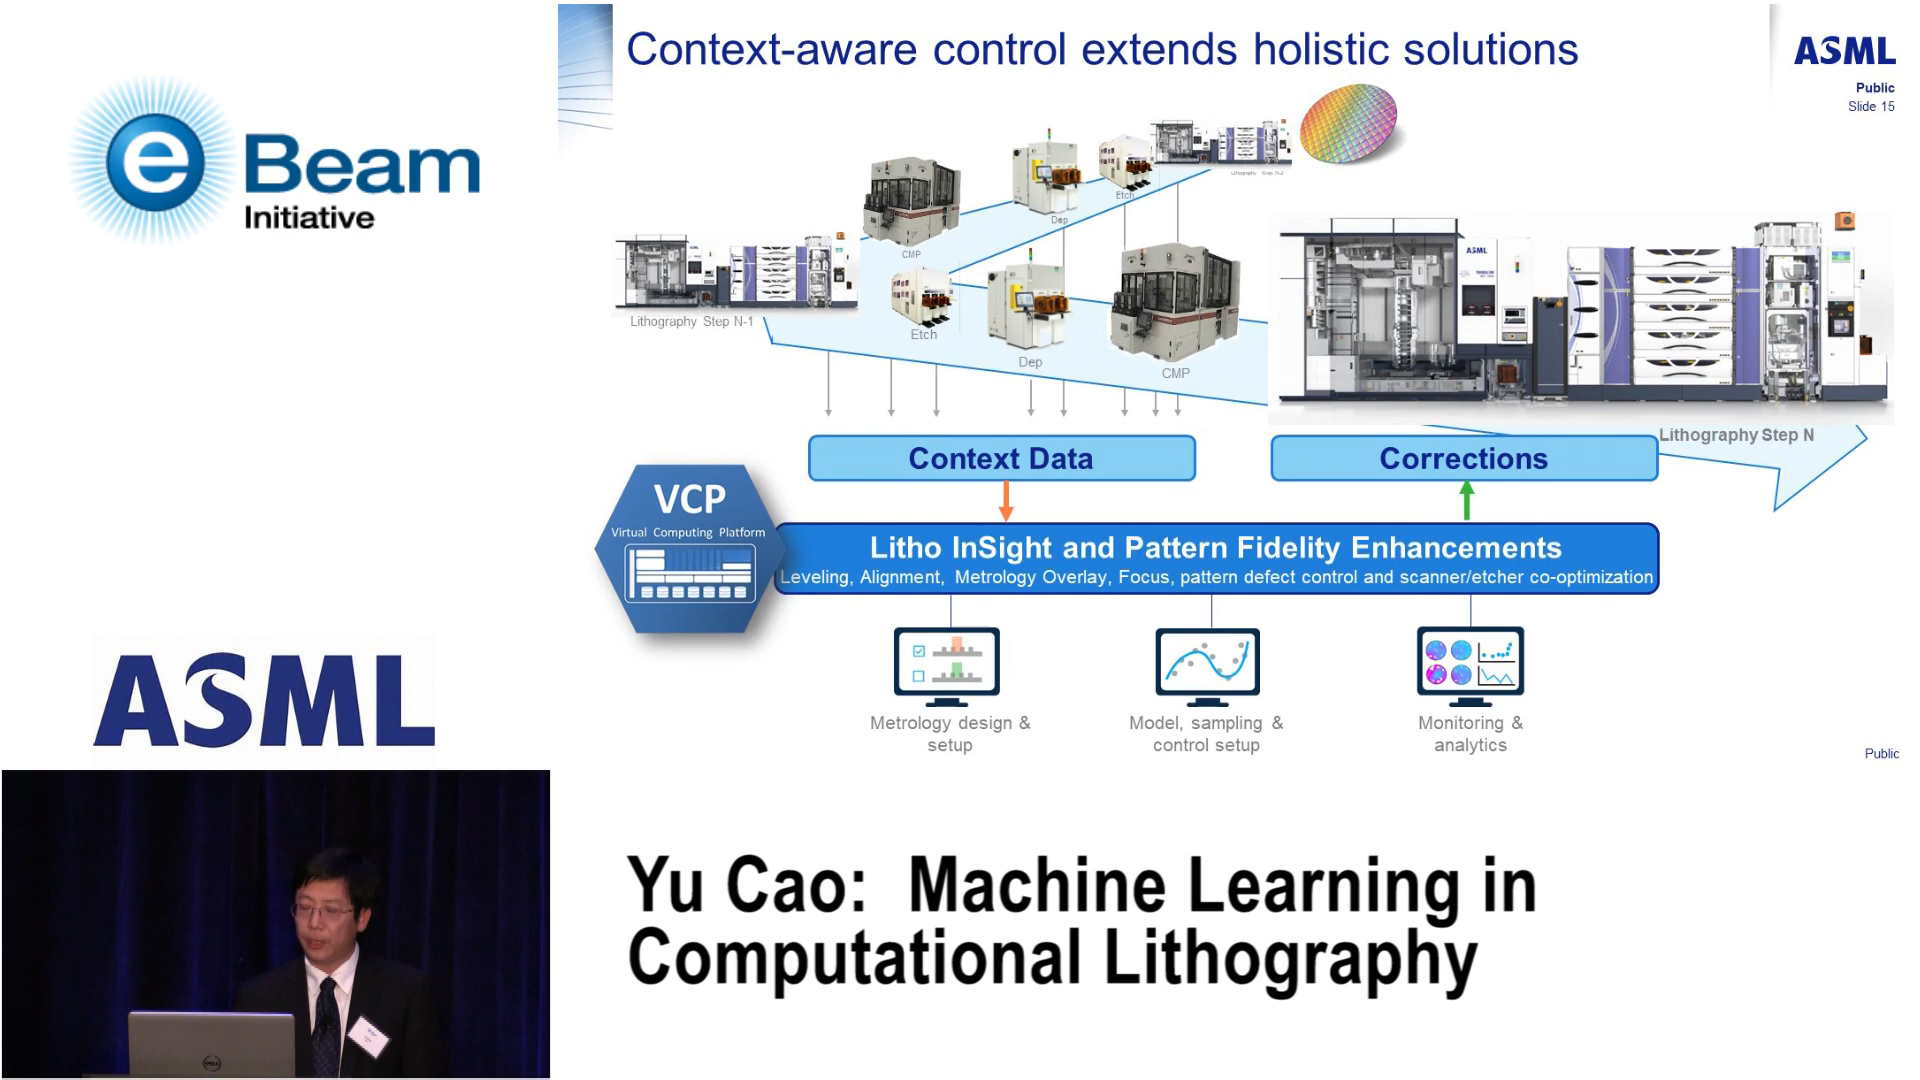 e Beam
Initiative
ASML
Context-aware control extends holistic solutions
ASML
Public
Slide 15
Lithography Step N-1
CMP
Dep
Etch
Etch
Dep
CMP
ASML
Lithography Step N
Context Data
Corrections
VCP
Virtual Computing Platform
Litho InSight and Pattern Fidelity Enhancements
Leveling, Alignment, Metrology Overlay, Focus, pattern defect control and scanner/etcher co-optimization
Metrology design &
setup
Model, sampling &
control setup
Monitoring &
analytics
Public
DELL
Yu Cao: Machine Learning in
Computational Lithography